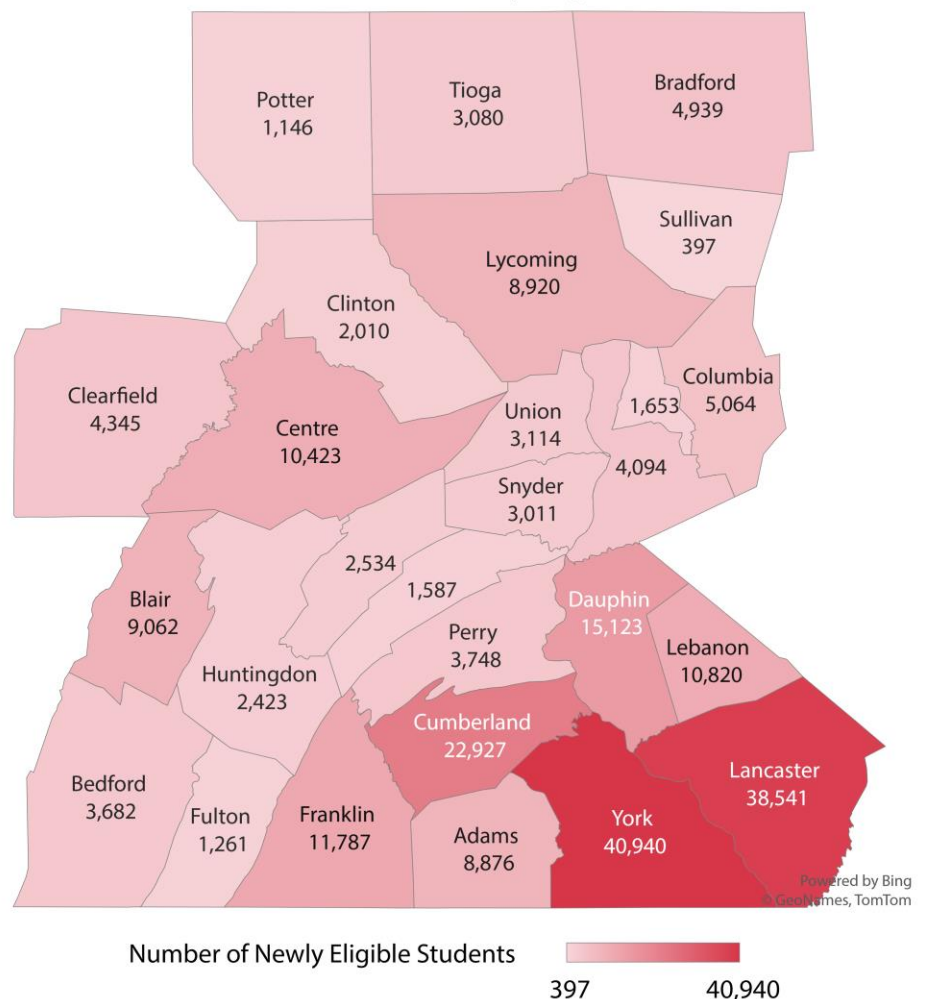 Potter
1,146
Tioga
3,080
Bradford
4,939
Sullivan
397
Lycoming
8,920
Clinton
2,010
Clearfield
4,345
Centre
10,423
Union
3,114
1,653
Columbia
5,064
Snyder
3,011
4,094
2,534
1,587
Blair
9,062
Huntingdon
2,423
Perry
3,748
Dauphin
15,123
Lebanon
10,820
Cumberland
22,927
Bedford
3,682
Fulton
1,261
Franklin
11,787
Adams
8,876
York
40,940
Lancaster
38,541
Powered by Bing
© GeoNames, TomTom
Number of Newly Eligible Students
397
40,940